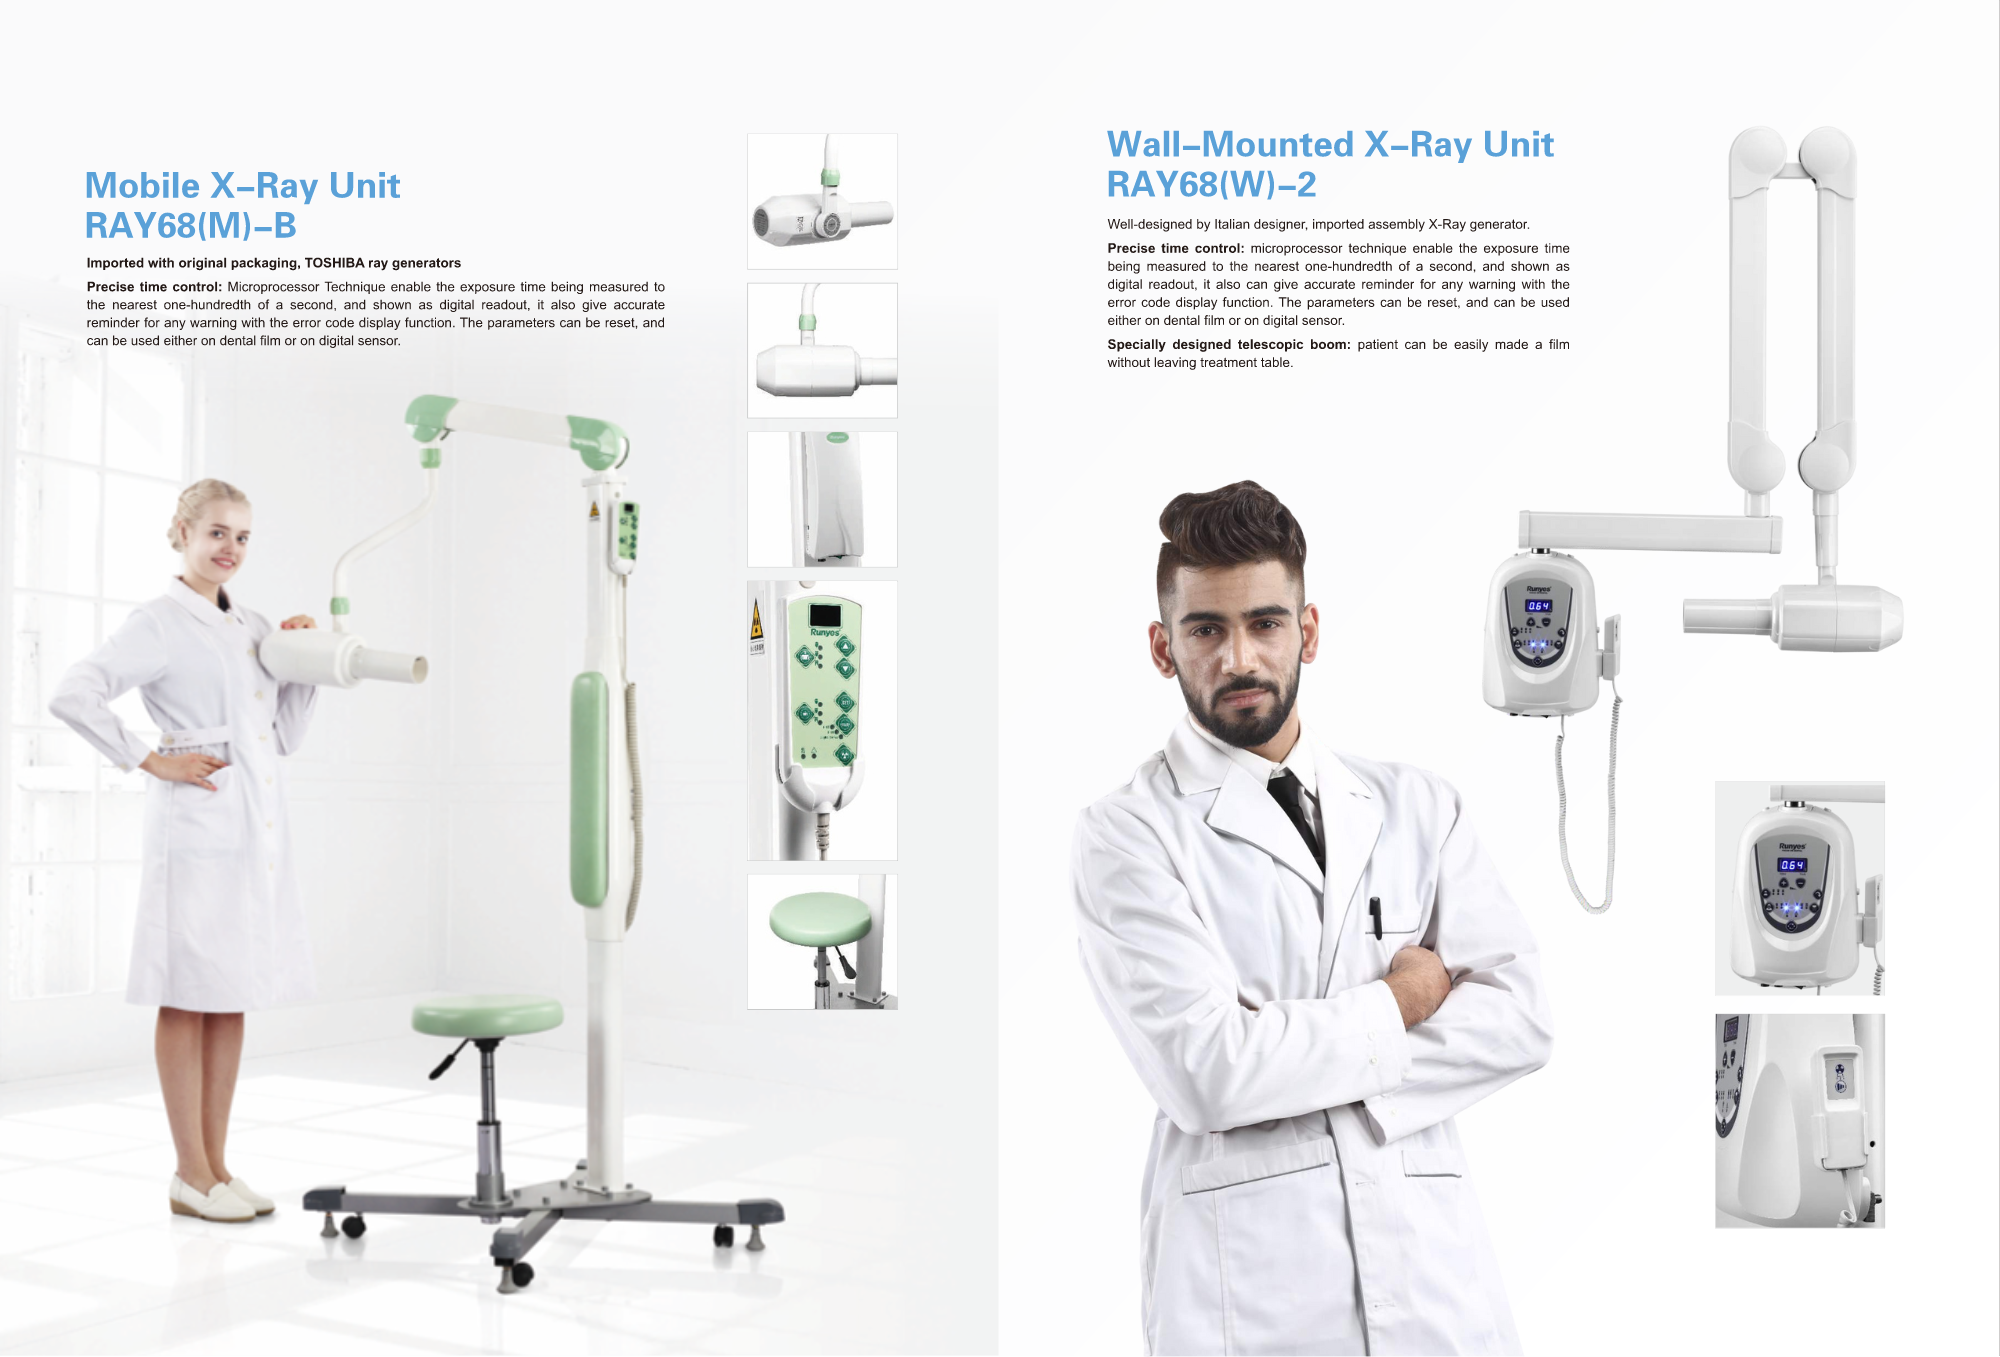 Mobile X–Ray Unit
RAY68(M)–B
Imported with original packaging, TOSHIBA ray generators
Precise time control: Microprocessor Technique enable the exposure time being measured to
the nearest one-hundredth of a second, and shown as digital readout, it also give accurate
reminder for any warning with the error code display function. The parameters can be reset, and
can be used either on dental film or on digital sensor.
Runyes
Wall–Mounted X–Ray Unit
RAY68(W)–2
Well-designed by Italian designer, imported assembly X-Ray generator.
Precise time control: microprocessor technique enable the exposure time
being measured to the nearest one-hundredth of a second, and shown as
digital readout, it also can give accurate reminder for any warning with the
error code display function. The parameters can be reset, and can be used
either on dental film or on digital sensor.
Specially designed telescopic boom: patient can be easily made a film
without leaving treatment table.
Runyes
0.64
Runyes
0.64